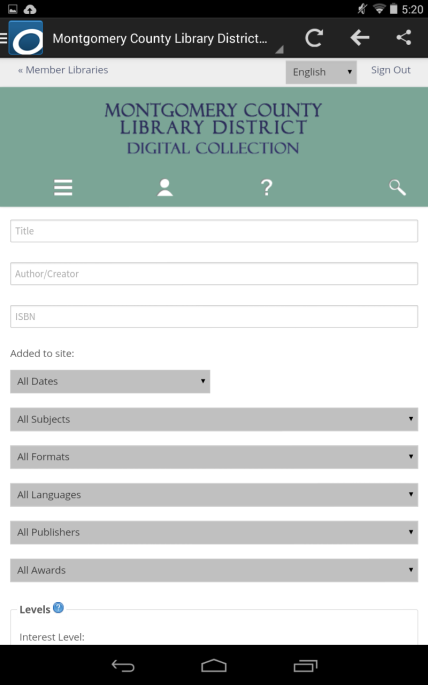 5:20
Montgomery County Library District...
« Member Libraries
English
Sign Out
MONTGOMERY COUNTY
LIBRARY DISTRICT
DIGITAL COLLECTION
?
Title
Author/Creator
ISBN
Added to site:
All Dates
All Subjects
All Formats
All Languages
All Publishers
All Awards
Levels ?
Interest Level: